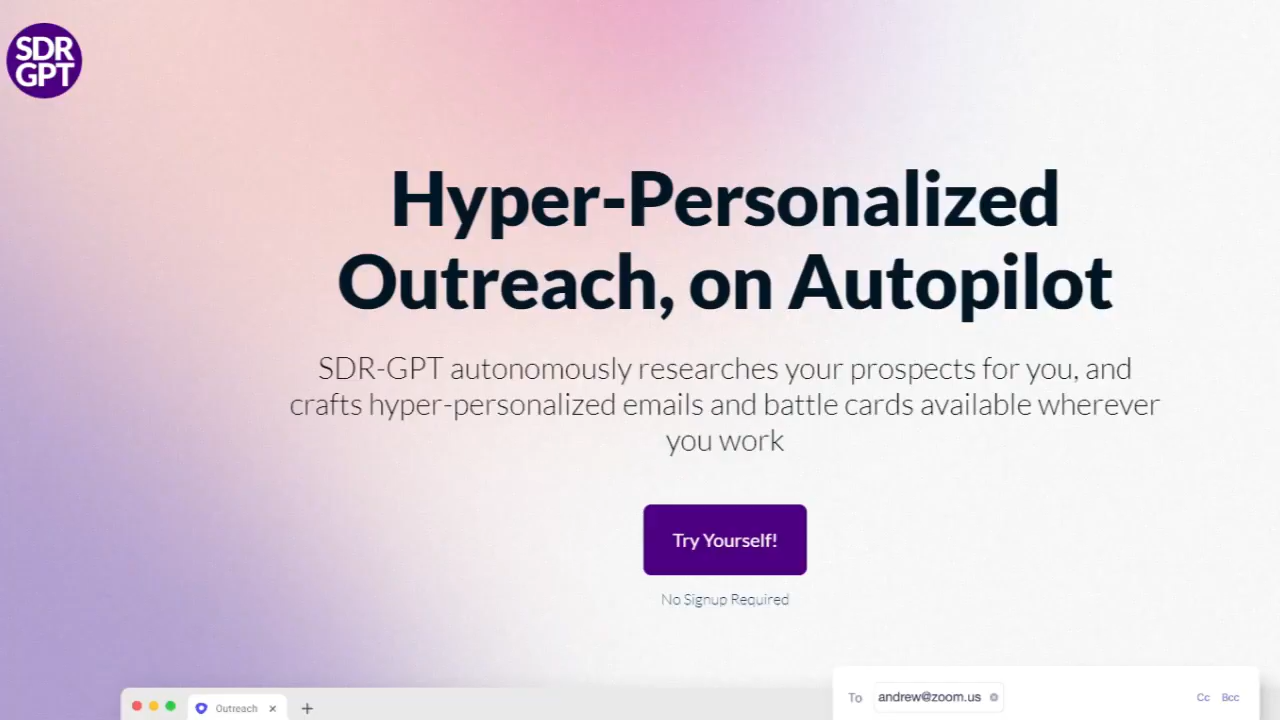 SDR
GPT
Hyper-Personalized
Outreach, on Autopilot
SDR-GPT autonomously researches your prospects for you, and
crafts hyper-personalized emails and battle cards available wherever
you work
Try Yourself!
No Signup Required
Outreach
To andrew@zoom.us Cc Bcc